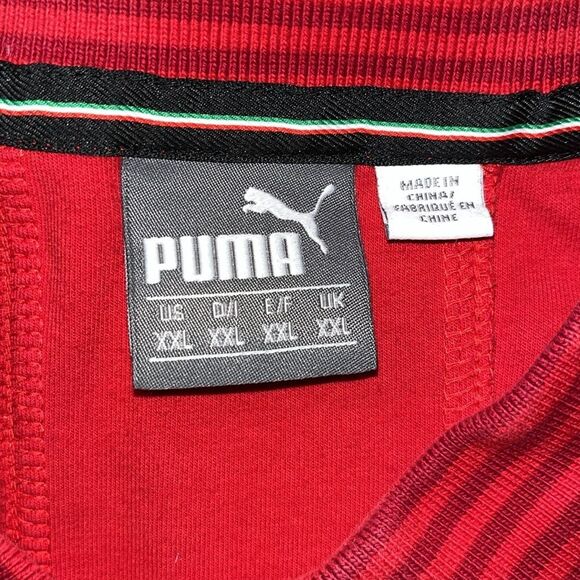 PUMA
US D/I E/F UK
XXL XXL XXL XXL
MADE IN
CHINA/
FABRIQUÉ EN
CHINE